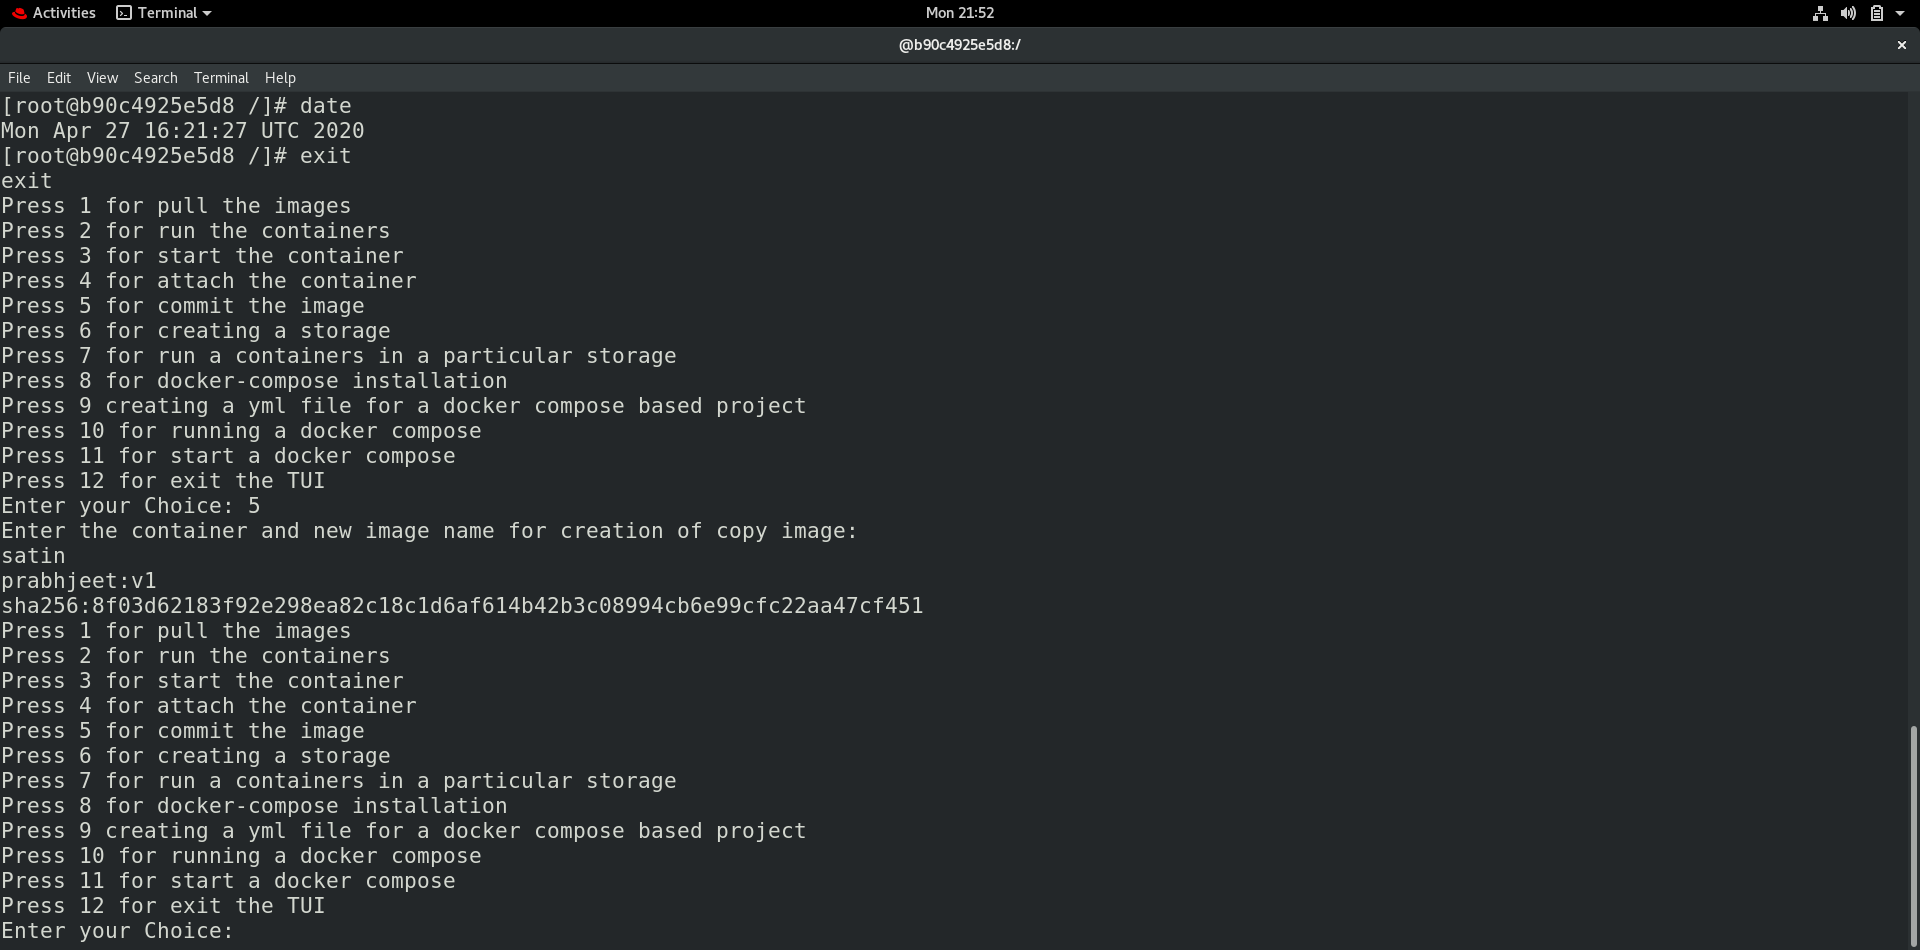 Activities Terminal Mon 21:52
@b90c4925e5d8:/
File Edit View Search Terminal Help
[root@b90c4925e5d8 /]# date
Mon Apr 27 16:21:27 UTC 2020
[root@b90c4925e5d8 /]# exit
exit
Press 1 for pull the images
Press 2 for run the containers
Press 3 for start the container
Press 4 for attach the container
Press 5 for commit the image
Press 6 for creating a storage
Press 7 for run a containers in a particular storage
Press 8 for docker-compose installation
Press 9 creating a yml file for a docker compose based project
Press 10 for running a docker compose
Press 11 for start a docker compose
Press 12 for exit the TUI
Enter your Choice: 5
Enter the container and new image name for creation of copy image:
satin
prabhjeet:v1
sha256:8f03d62183f92e298ea82c18c1d6af614b42b3c08994cb6e99cfc22aa47cf451
Press 1 for pull the images
Press 2 for run the containers
Press 3 for start the container
Press 4 for attach the container
Press 5 for commit the image
Press 6 for creating a storage
Press 7 for run a containers in a particular storage
Press 8 for docker-compose installation
Press 9 creating a yml file for a docker compose based project
Press 10 for running a docker compose
Press 11 for start a docker compose
Press 12 for exit the TUI
Enter your Choice: